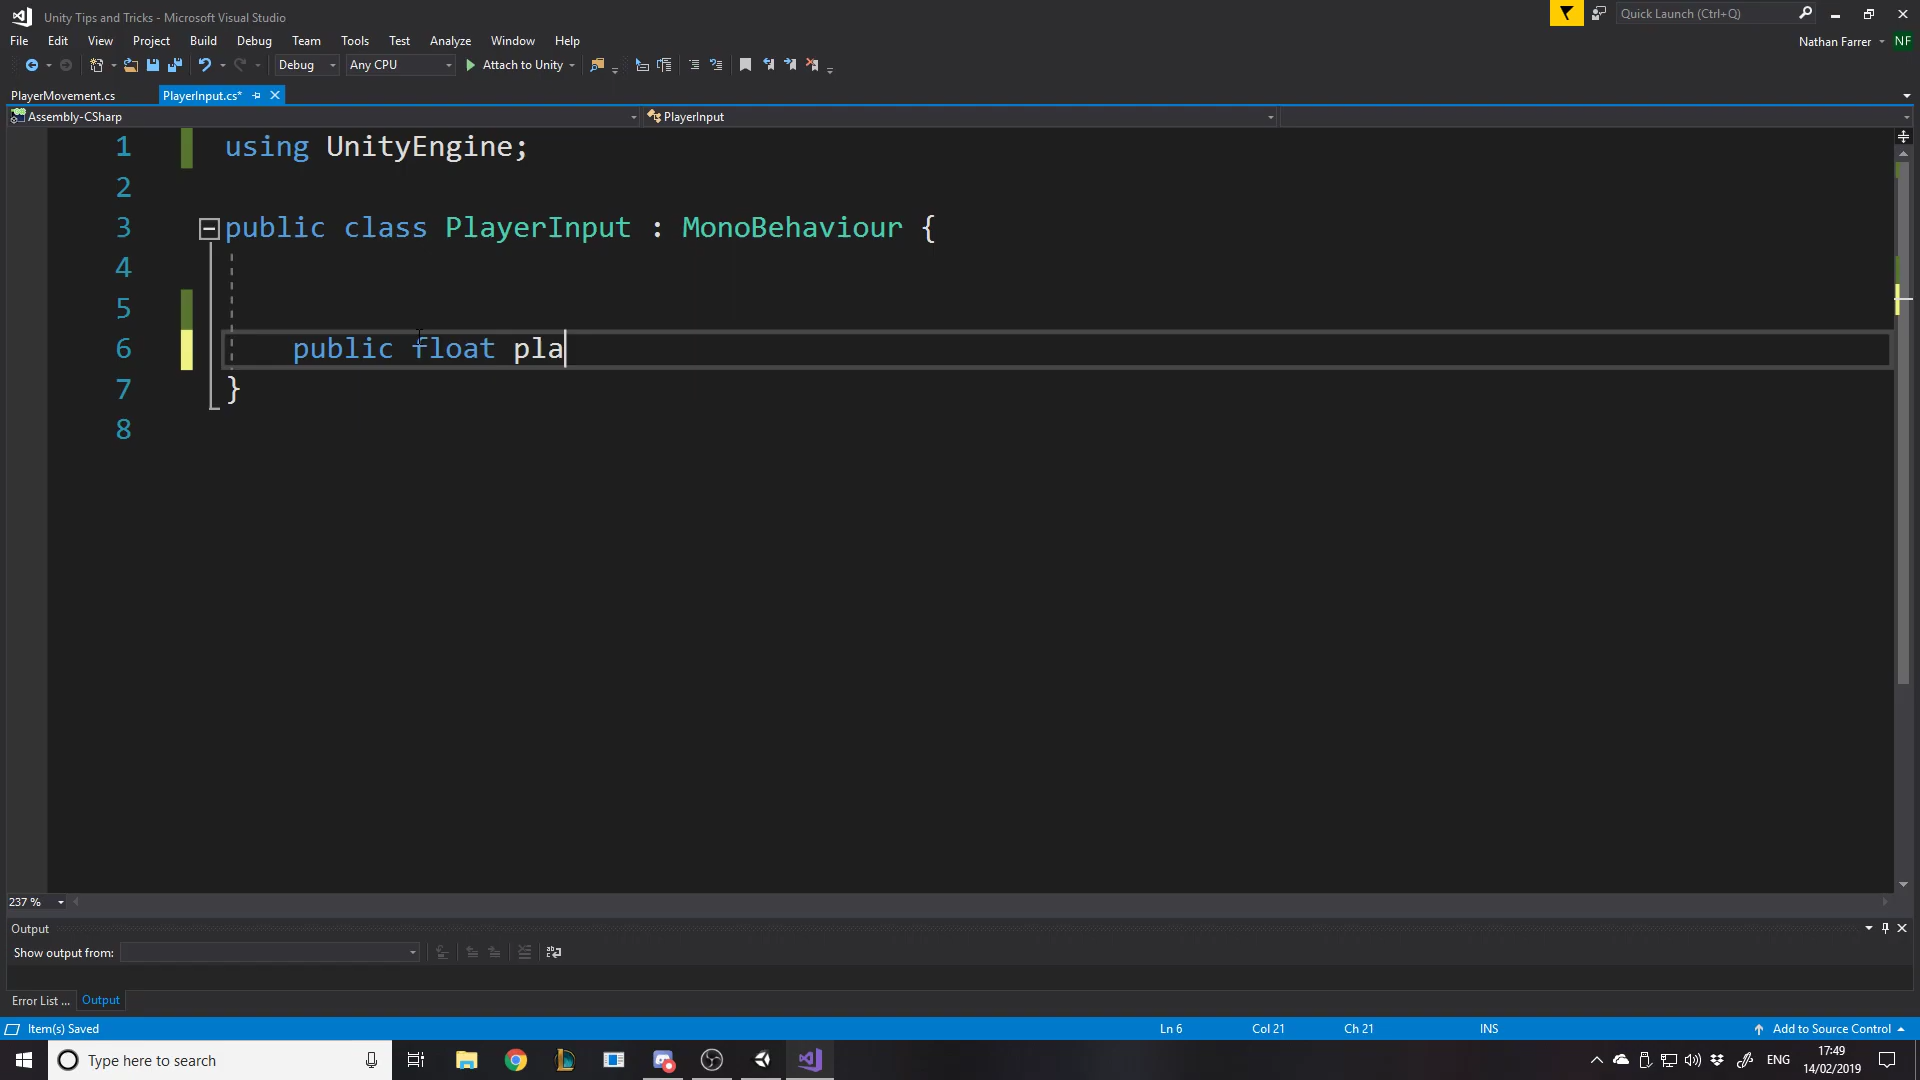 Unity Tips and Tricks - Microsoft Visual Studio
Quick Launch (Ctrl+Q)
File Edit View Project Build Debug Team Tools Test Analyze Window Help
Nathan Farrer NF
Debug Any CPU Attach to Unity
PlayerMovement.cs PlayerInput.cs*
Assembly-CSharp PlayerInput
1 using UnityEngine;
2
3 public class PlayerInput : MonoBehaviour {
4
5
6 public float pla
7 }
8
237 %
Output
Show output from:
Error List ... Output
Item(s) Saved Ln 6 Col 21 Ch 21 INS Add to Source Control
Type here to search
ENG
17:49
14/02/2019